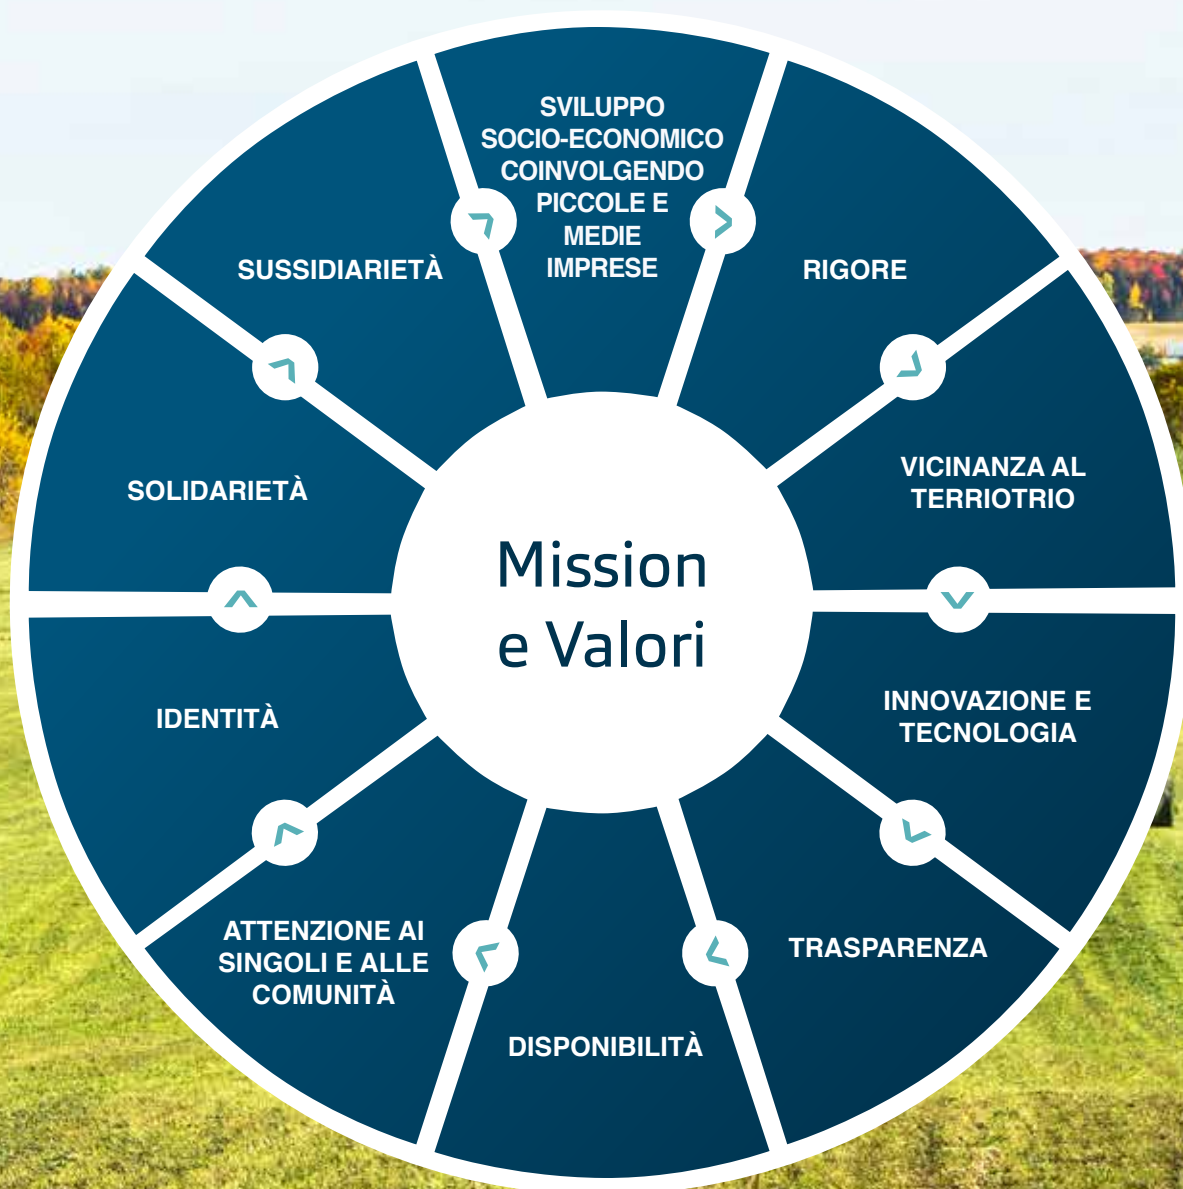 SVILUPPO
SOCIO-ECONOMICO
COINVOLGENDO
PICCOLE E
MEDIE
IMPRESE
RIGORE
VICINANZA AL
TERRIOTRIO
INNOVAZIONE E
TECNOLOGIA
TRASPARENZA
DISPONIBILITÀ
ATTENZIONE AI
SINGOLI E ALLE
COMUNITÀ
IDENTITÀ
SOLIDARIETÀ
SUSSIDIARIETÀ
Mission
e Valori